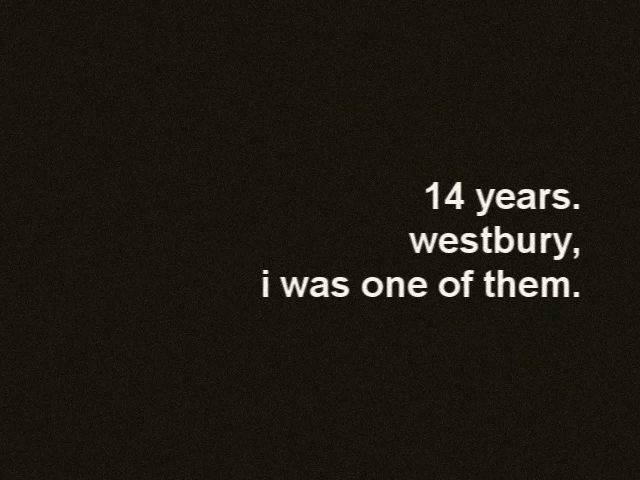 14 years.
westbury,
i was one of them.